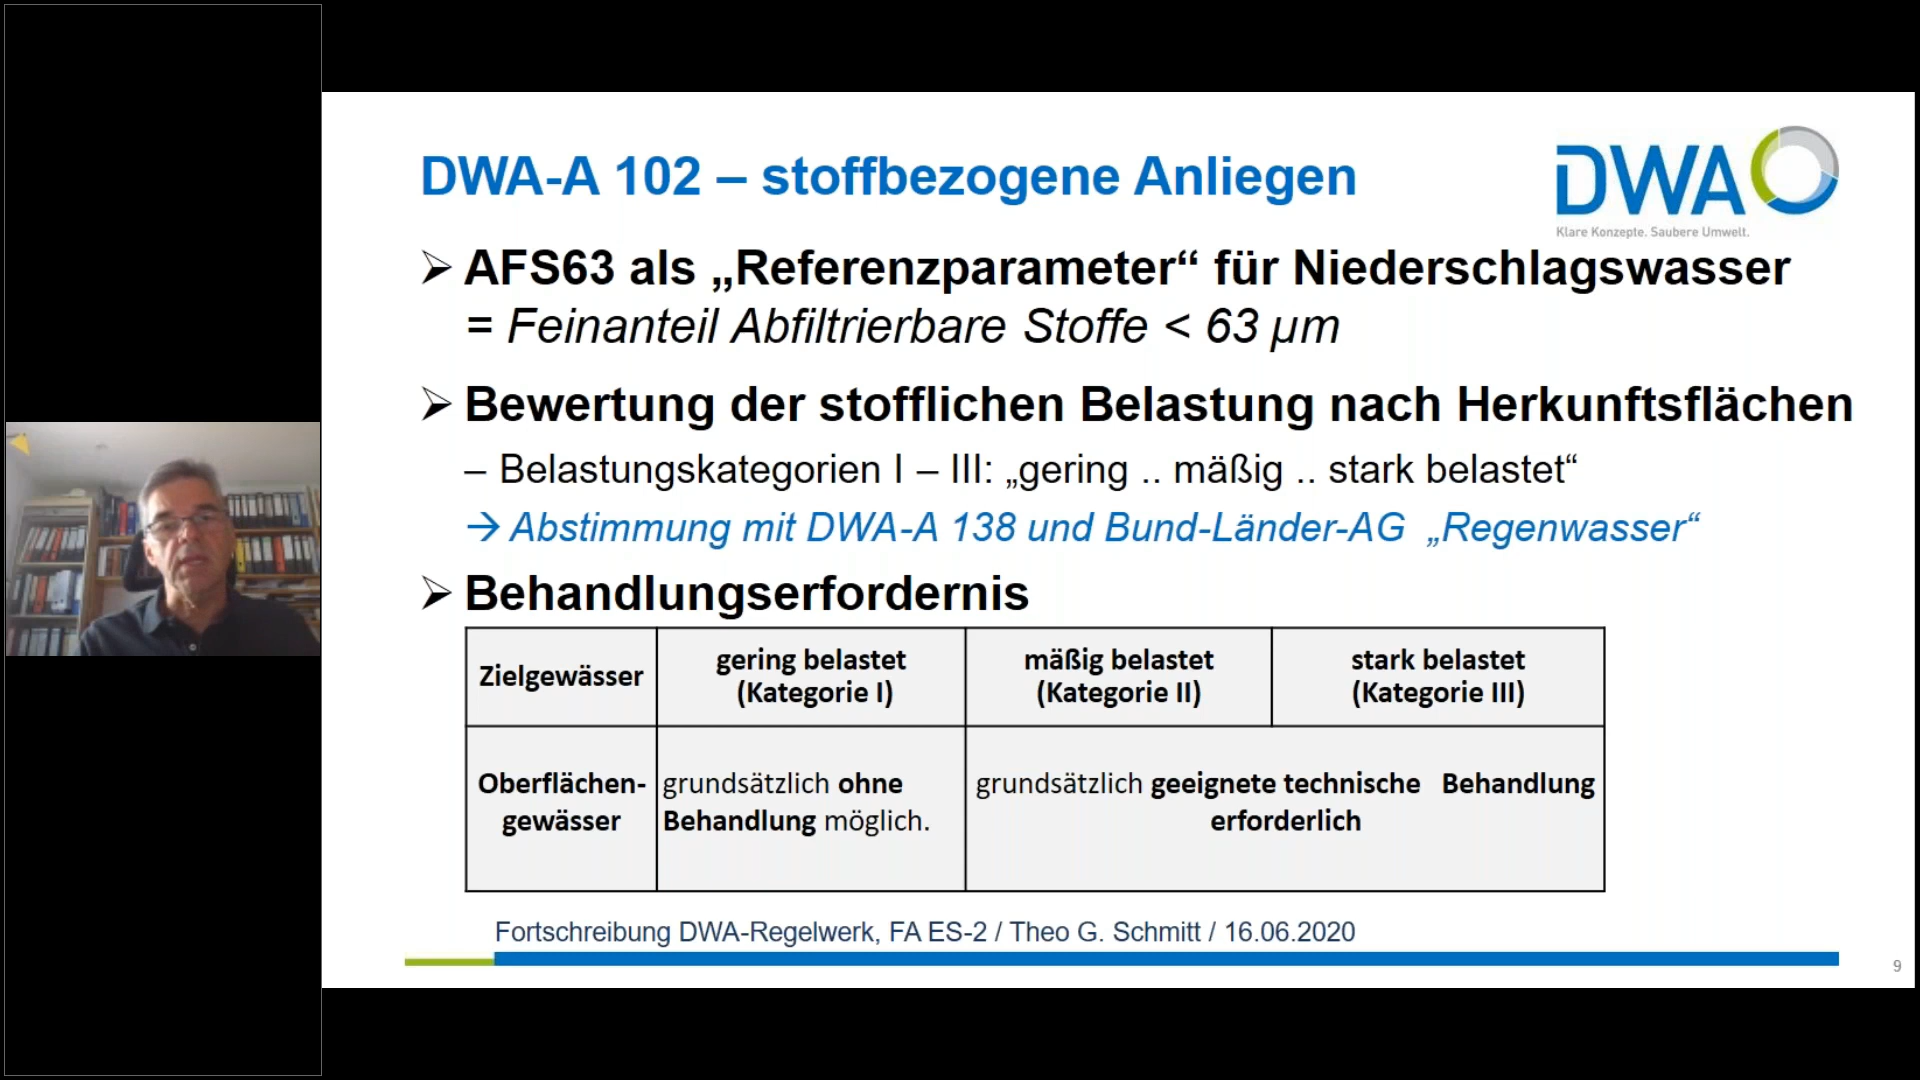 DWA-A 102 – stoffbezogene Anliegen
DWA
Klare Konzepte. Saubere Umwelt.
➢ AFS63 als „Referenzparameter“ für Niederschlagswasser
= Feinanteil Abfiltrierbare Stoffe < 63 µm
➢ Bewertung der stofflichen Belastung nach Herkunftsflächen
– Belastungskategorien I – III: „gering .. mäßig .. stark belastet“
→ Abstimmung mit DWA-A 138 und Bund-Länder-AG „Regenwasser“
➢ Behandlungserfordernis
Zielgewässer
gering belastet
(Kategorie I)
mäßig belastet
(Kategorie II)
stark belastet
(Kategorie III)
Oberflächen-
gewässer
grundsätzlich ohne
Behandlung möglich.
grundsätzlich geeignete technische Behandlung
erforderlich
Fortschreibung DWA-Regelwerk, FA ES-2 / Theo G. Schmitt / 16.06.2020
9